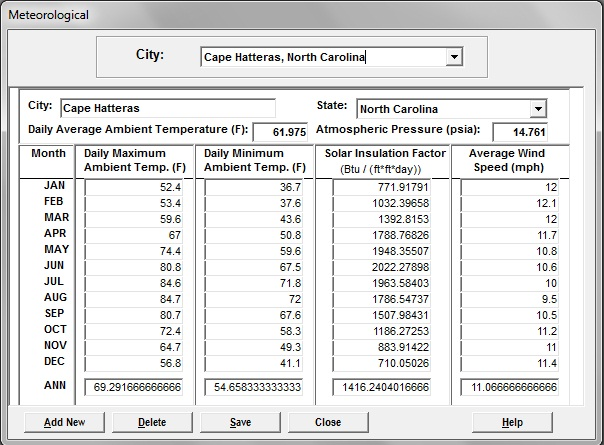 Meteorological
City: Cape Hatteras, North Carolina
City: Cape Hatteras State: North Carolina
Daily Average Ambient Temperature (F): 61.975 Atmospheric Pressure (psia): 14.761
Month Daily Maximum Daily Minimum Solar Insulation Factor Average Wind
Ambient Temp. (F) Ambient Temp. (F) (Btu / (ft*ft*day)) Speed (mph)
JAN 52.4 36.7 771.91791 12
FEB 53.4 37.6 1032.39658 12.1
MAR 59.6 43.6 1392.8153 12
APR 67 50.8 1788.76826 11.7
MAY 74.4 59.6 1948.35507 10.8
JUN 80.8 67.5 2022.27898 10.6
JUL 84.6 71.8 1963.58403 10
AUG 84.7 72 1786.54737 9.5
SEP 80.7 67.6 1507.98431 10.5
OCT 72.4 58.3 1186.27253 11.2
NOV 64.7 49.3 883.91422 11
DEC 56.8 41.1 710.05026 11.4
ANN 69.291666666666 54.658333333333 1416.2404016666 11.066666666666
Add New Delete Save Close Help